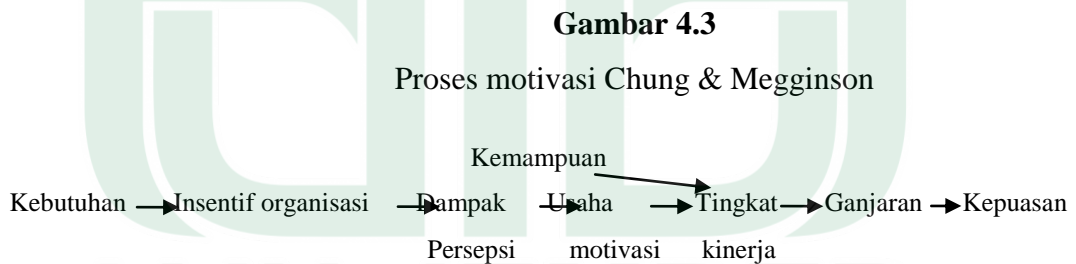 Gambar 4.3
Proses motivasi Chung & Megginson
Kemampuan
Kebutuhan Insentif organisasi Dampak Usaha Tingkat Ganjaran Kepuasan
Persepsi motivasi kinerja